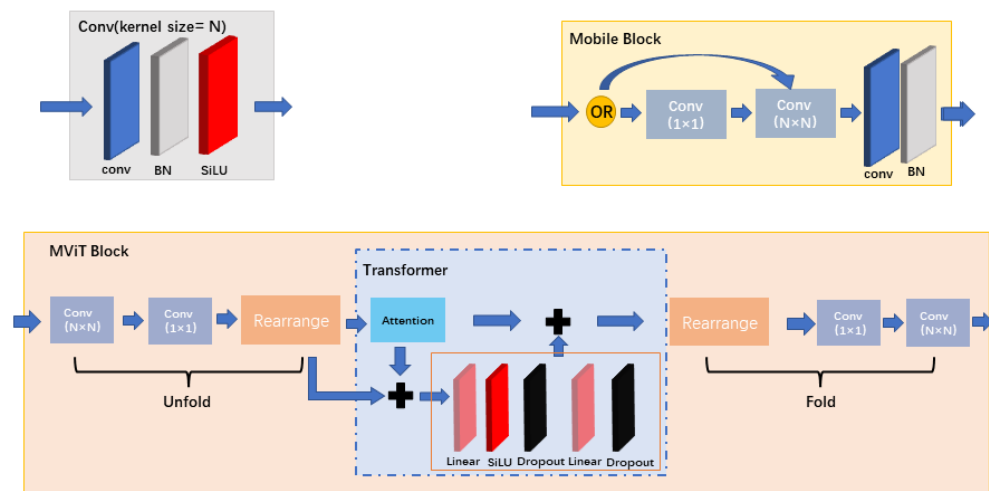 Conv(kernel size= N)
conv
BN
SiLU
Mobile Block
OR
Conv
(1×1)
Conv
(N×N)
conv
BN
MViT Block
Conv
(N×N)
Conv
(1×1)
Rearrange
Unfold
Transformer
Attention
Linear
SiLU
Dropout
Linear
Dropout
Rearrange
Conv
(1×1)
Conv
(N×N)
Fold